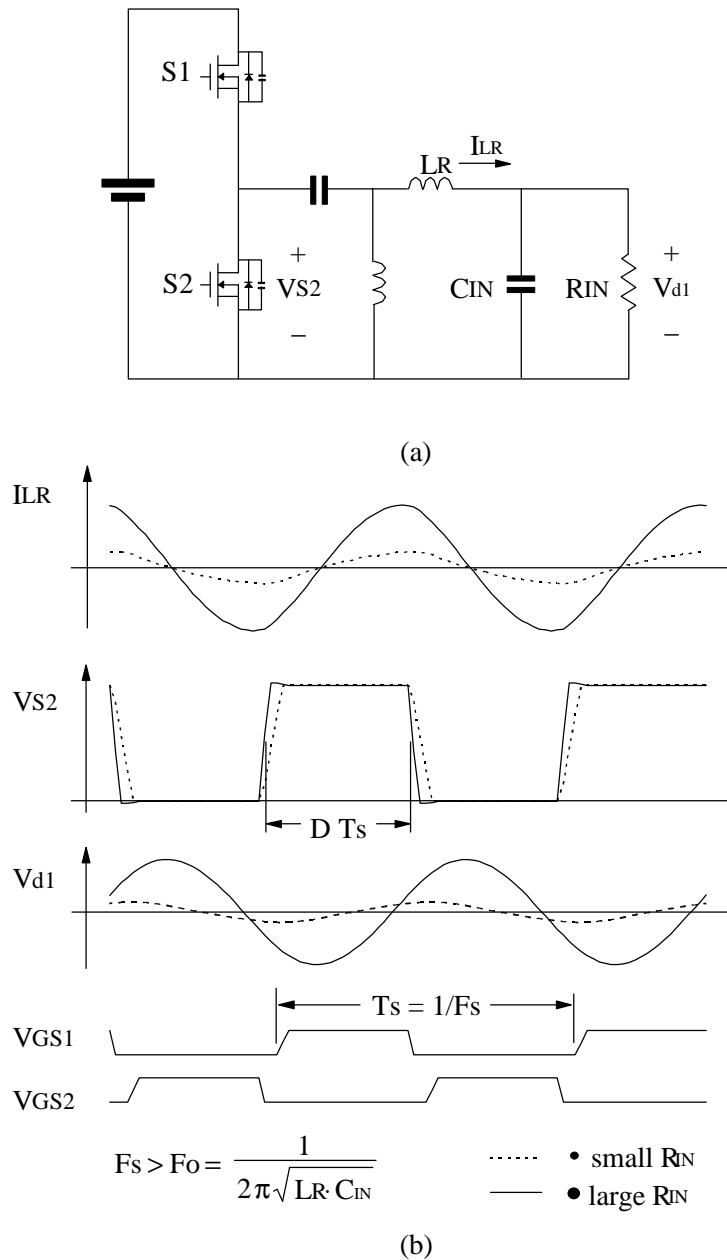 S1
ILR
LR
S2
+
VS2
−
CIN
RIN
+
Vd1
−
(a)
ILR
VS2
D TS
Vd1
TS = 1/FS
VGS1
VGS2
FS > FO = 1 / 2π√LR·CIN
• small RIN
● large RIN
(b)